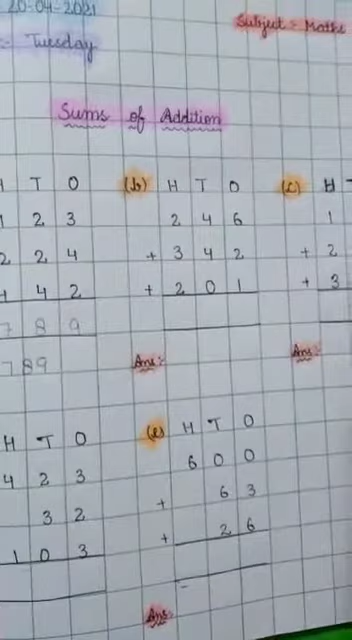 20-04-2021
Subject :- Maths
:- Tuesday
Sums of Addition
H T O (b) H T O (c) H T
1 2 3 2 4 6 1
2 2 4 + 3 4 2 + 2
4 4 2 + 2 0 1 + 3
7 8 9
789 Ans:- Ans:-
H T O (e) H T O
4 2 3 6 0 0
3 2 + 6 3
1 0 3 + 2 6
Ans: